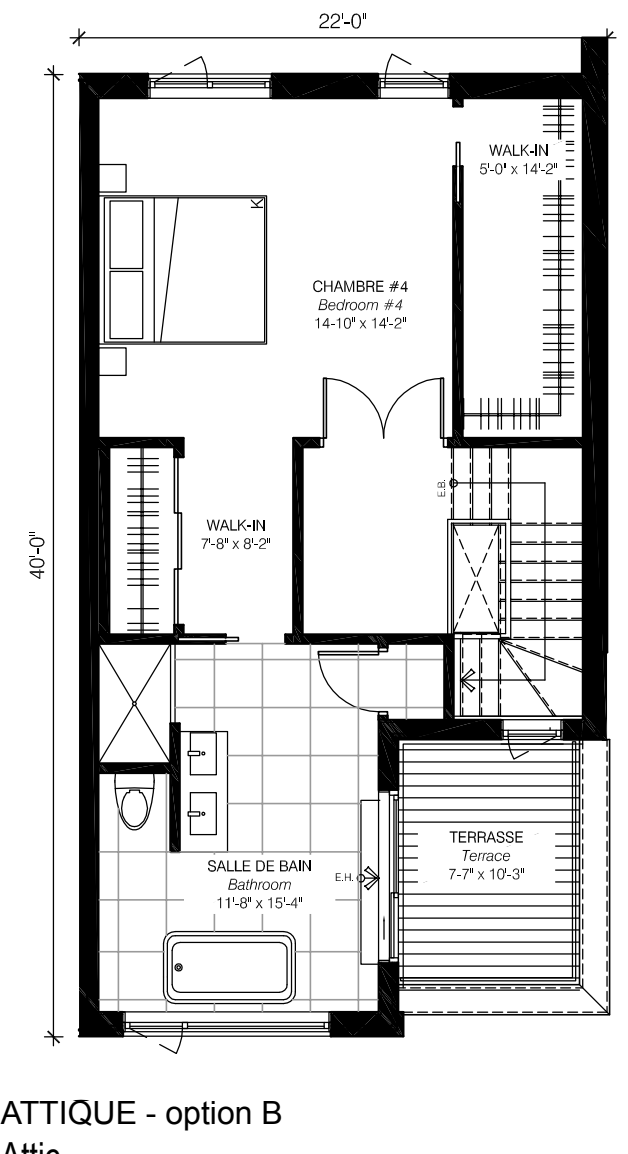 22'-0"
WALK-IN
5'-0" x 14'-2"
K
CHAMBRE #4
Bedroom #4
14-10" x 14'-2"
E.B.
40'-0"
WALK-IN
7'-8" x 8'-2"
TERRASSE
Terrace
7'-7" x 10'-3"
SALLE DE BAIN
Bathroom
11'-8" x 15'-4"
E.H.
ATTIQUE - option B
Attic